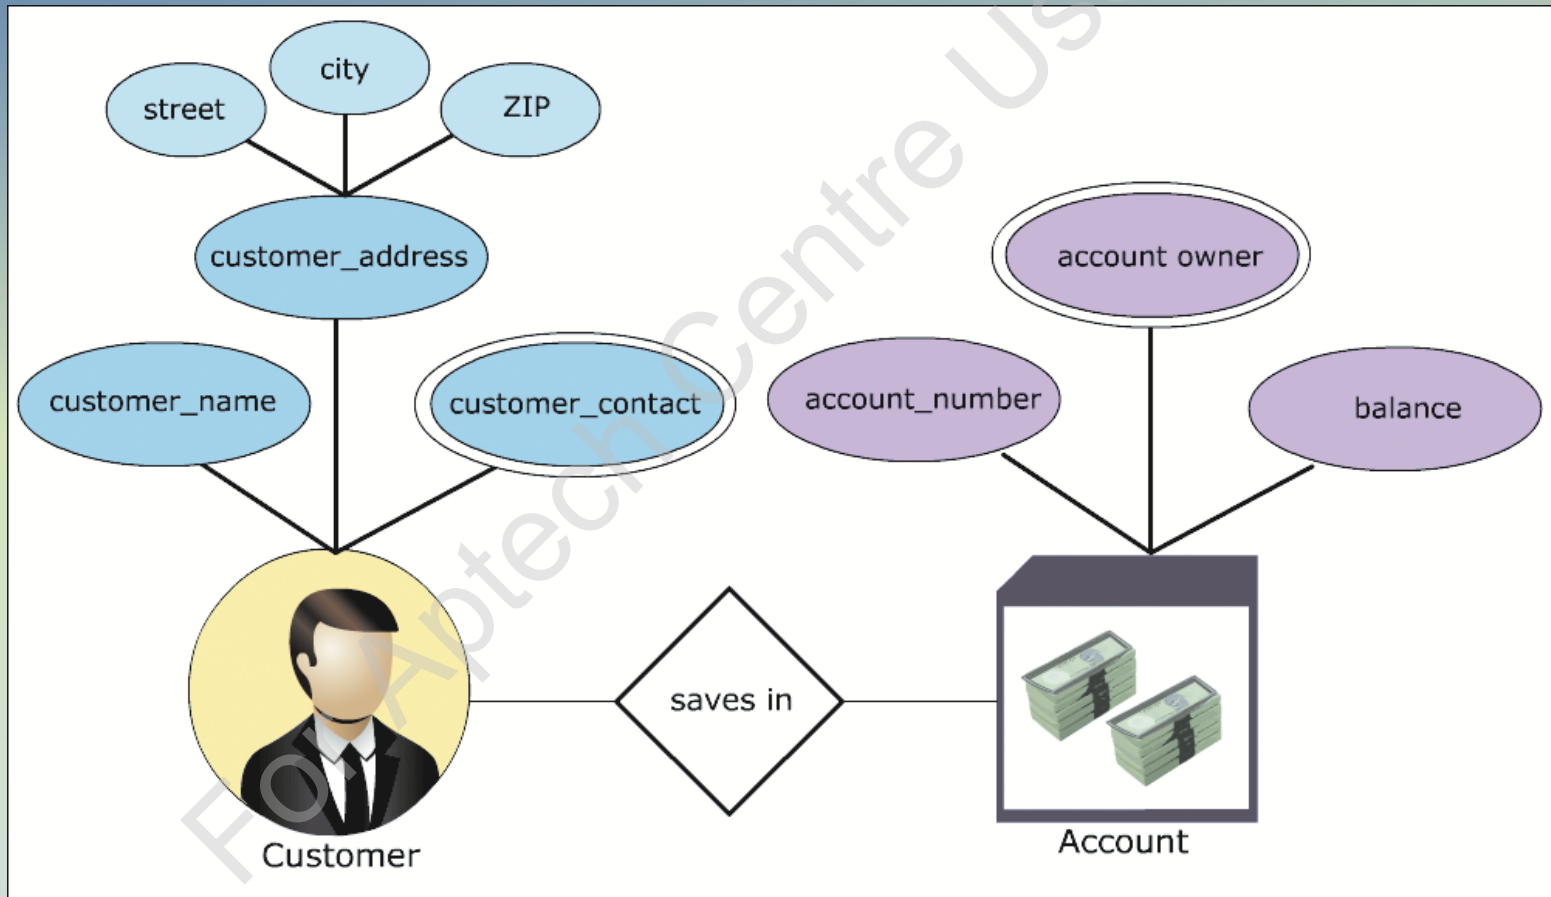 city
street
ZIP
customer_address
account owner
customer_name
customer_contact
account_number
balance
saves in
Customer
Account
For Aptech Centre Us